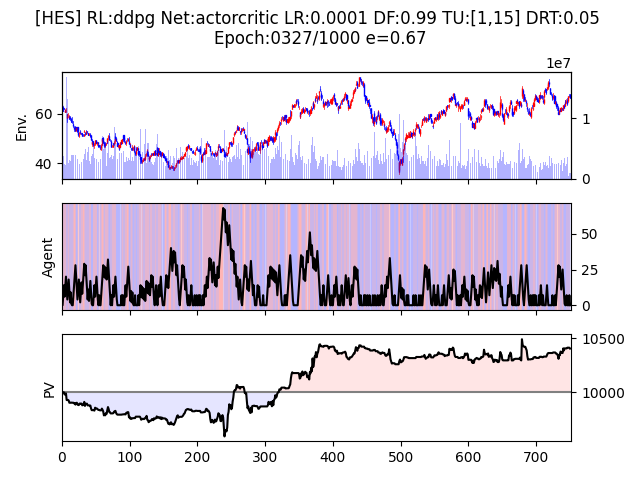 [HES] RL:ddpg Net:actorcritic LR:0.0001 DF:0.99 TU:[1,15] DRT:0.05
Epoch:0327/1000 e=0.67
1e7
Env.
60
40
1
0
Agent
50
25
0
PV
10500
10000
0 100 200 300 400 500 600 700